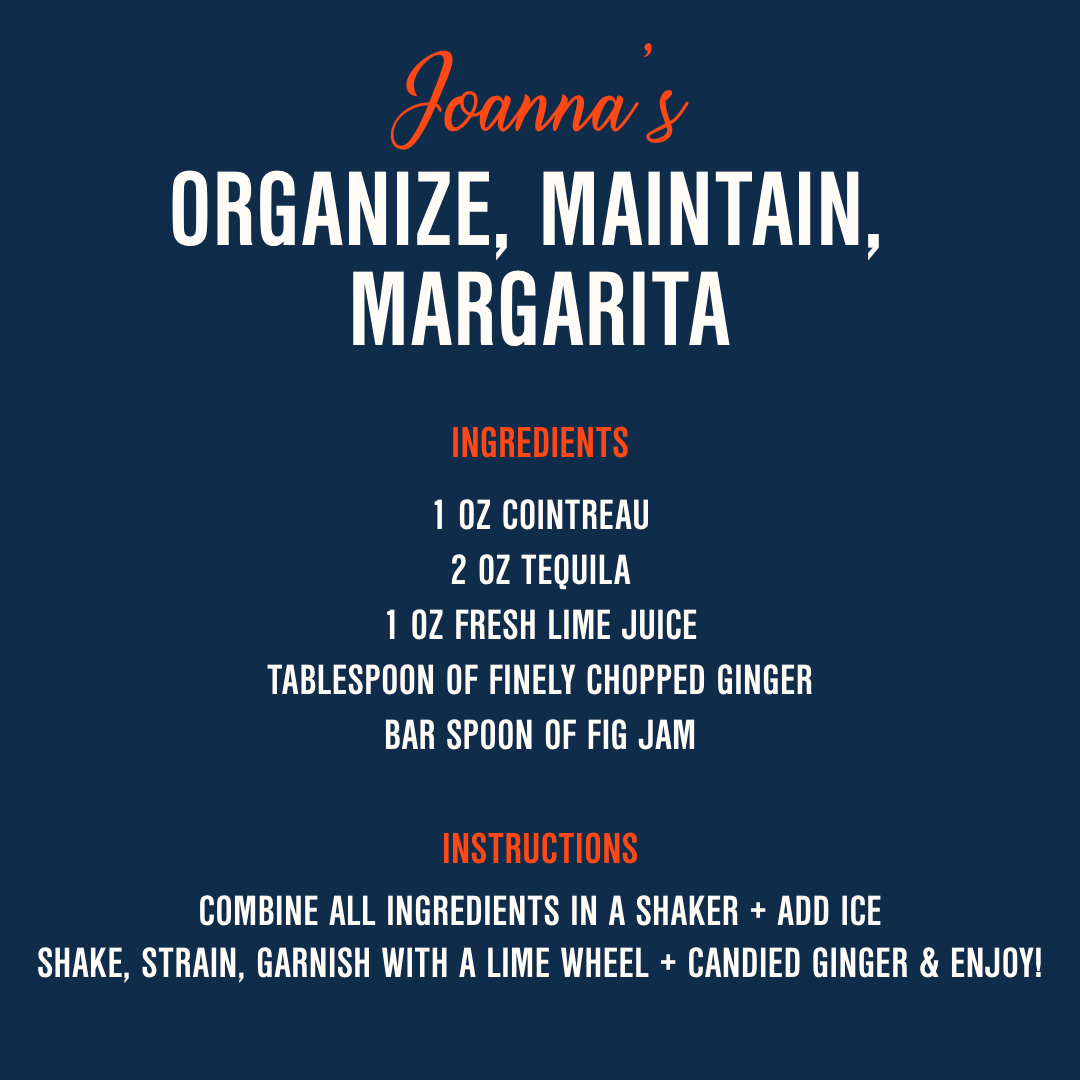 Joanna's
ORGANIZE, MAINTAIN,
MARGARITA
INGREDIENTS
1 OZ COINTREAU
2 OZ TEQUILA
1 OZ FRESH LIME JUICE
TABLESPOON OF FINELY CHOPPED GINGER
BAR SPOON OF FIG JAM
INSTRUCTIONS
COMBINE ALL INGREDIENTS IN A SHAKER + ADD ICE
SHAKE, STRAIN, GARNISH WITH A LIME WHEEL + CANDIED GINGER & ENJOY!